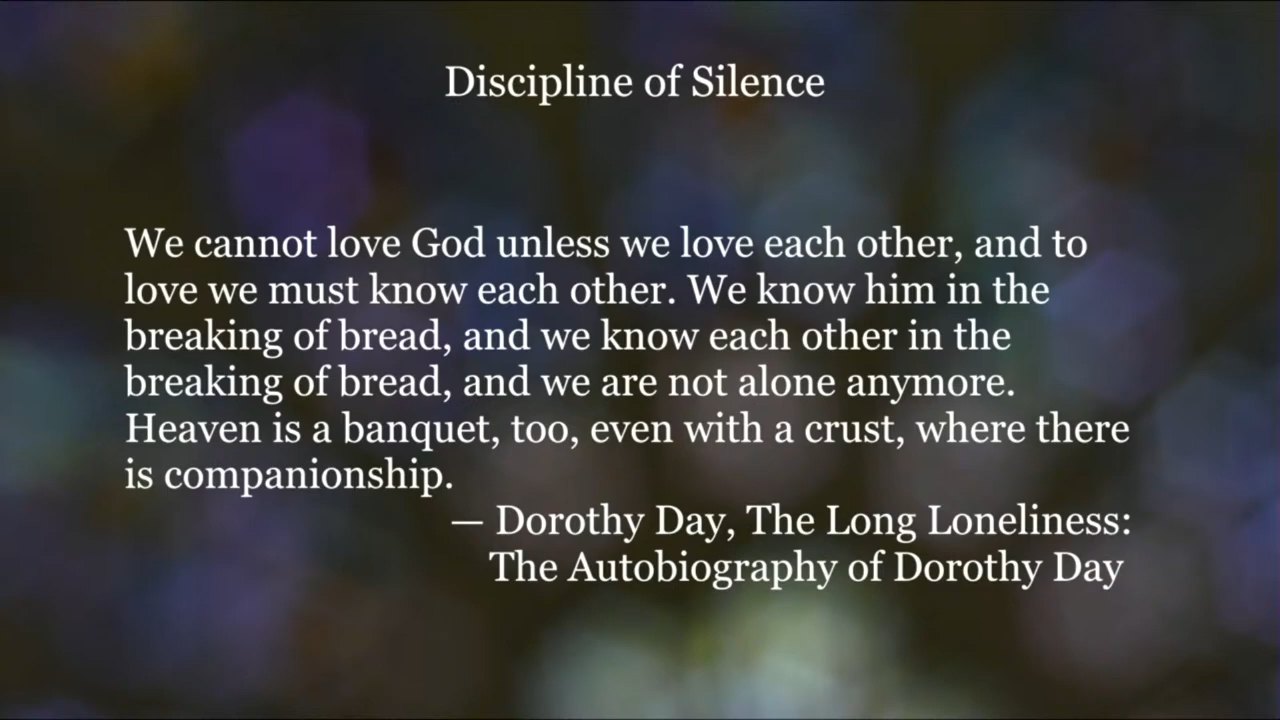 Discipline of Silence
We cannot love God unless we love each other, and to
love we must know each other. We know him in the
breaking of bread, and we know each other in the
breaking of bread, and we are not alone anymore.
Heaven is a banquet, too, even with a crust, where there
is companionship.
— Dorothy Day, The Long Loneliness:
The Autobiography of Dorothy Day